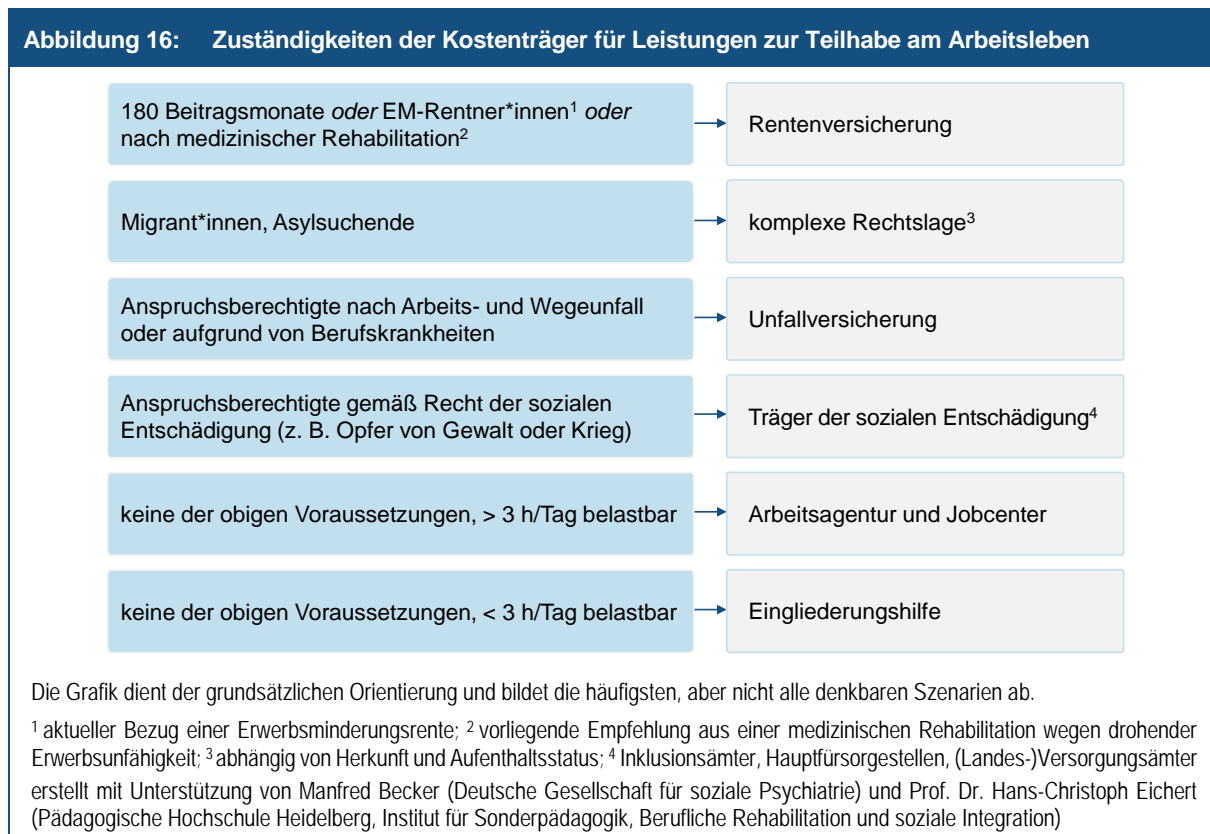 Abbildung 16: Zuständigkeiten der Kostenträger für Leistungen zur Teilhabe am Arbeitsleben
180 Beitragsmonate oder EM-Rentner*innen¹ oder
nach medizinischer Rehabilitation²
Rentenversicherung
Migrant*innen, Asylsuchende
komplexe Rechtslage³
Anspruchsberechtigte nach Arbeits- und Wegeunfall
oder aufgrund von Berufskrankheiten
Unfallversicherung
Anspruchsberechtigte gemäß Recht der sozialen
Entschädigung (z. B. Opfer von Gewalt oder Krieg)
Träger der sozialen Entschädigung⁴
keine der obigen Voraussetzungen, > 3 h/Tag belastbar
Arbeitsagentur und Jobcenter
keine der obigen Voraussetzungen, < 3 h/Tag belastbar
Eingliederungshilfe
Die Grafik dient der grundsätzlichen Orientierung und bildet die häufigsten, aber nicht alle denkbaren Szenarien ab.
¹ aktueller Bezug einer Erwerbsminderungsrente; ² vorliegende Empfehlung aus einer medizinischen Rehabilitation wegen drohender
Erwerbsunfähigkeit; ³ abhängig von Herkunft und Aufenthaltsstatus; ⁴ Inklusionsämter, Hauptfürsorgestellen, (Landes-)Versorgungsämter
erstellt mit Unterstützung von Manfred Becker (Deutsche Gesellschaft für soziale Psychiatrie) und Prof. Dr. Hans-Christoph Eichert
(Pädagogische Hochschule Heidelberg, Institut für Sonderpädagogik, Berufliche Rehabilitation und soziale Integration)